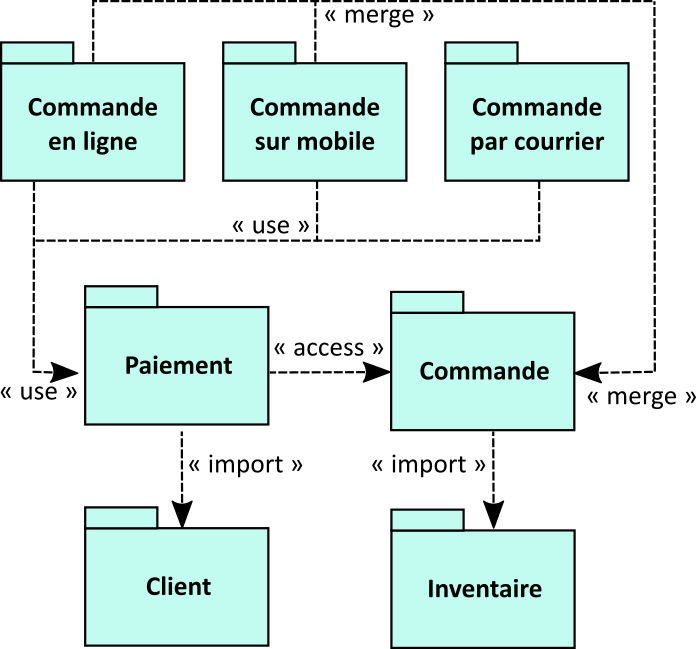 « merge »
Commande
en ligne
Commande
sur mobile
Commande
par courrier
« use »
« access »
Paiement
Commande
« use »
« merge »
« import »
« import »
Client
Inventaire